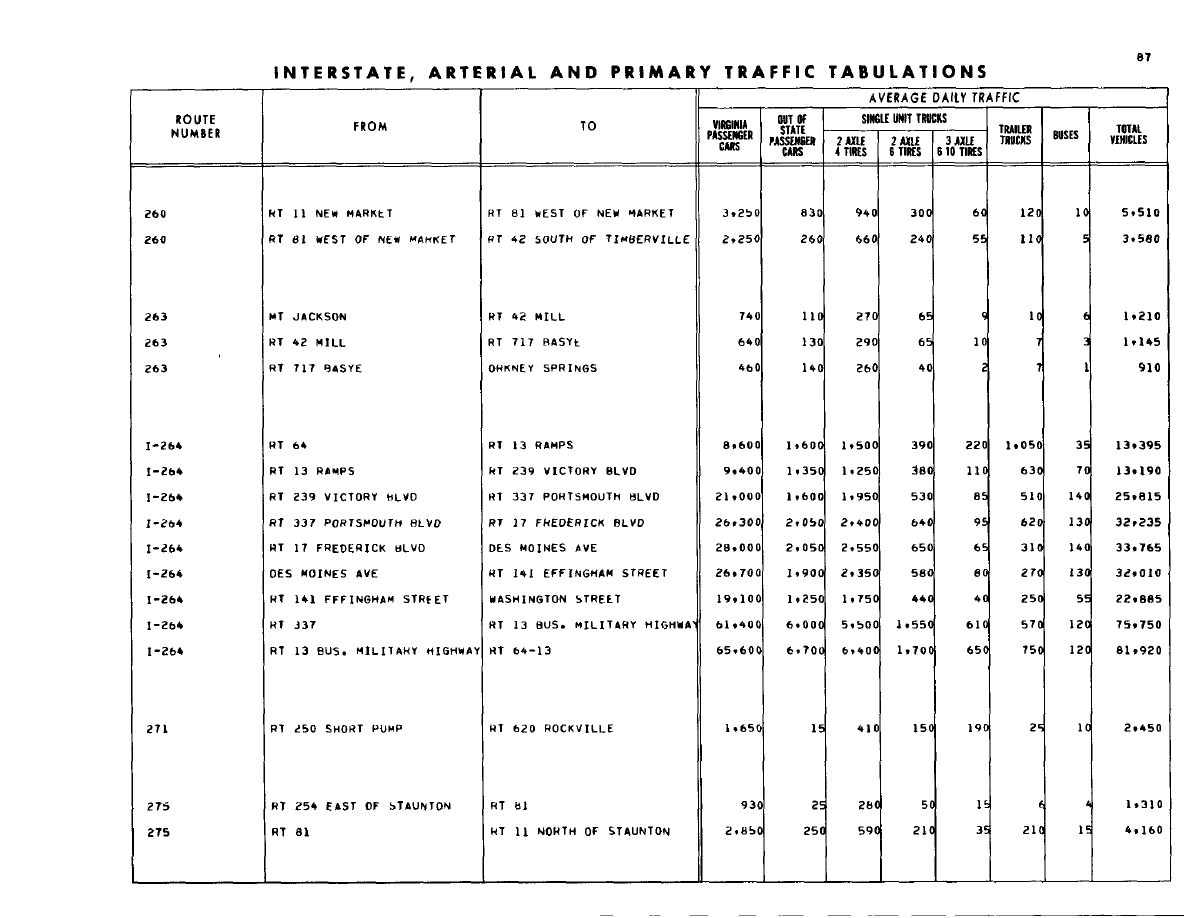 87
INTERSTATE, ARTERIAL AND PRIMARY TRAFFIC TABULATIONS
ROUTE NUMBER FROM TO AVERAGE DAILY TRAFFIC
VIRGINIA PASSENGER CARS OUT OF STATE PASSENGER CARS SINGLE UNIT TRUCKS 2 AXLE 4 TIRES 2 AXLE 6 TIRES 3 AXLE 6 10 TIRES TRAILER TRUCKS BUSES TOTAL VEHICLES
260 RT 11 NEW MARKET RT 81 WEST OF NEW MARKET 3,250 830 940 300 60 120 10 5,510
260 RT 81 WEST OF NEW MARKET RT 42 SOUTH OF TIMBERVILLE 2,250 260 660 240 55 110 5 3,580
263 MT JACKSON RT 42 MILL 740 110 270 65 9 10 6 1,210
263 RT 42 MILL RT 717 BASYE 640 130 290 65 10 7 3 1,145
263 RT 717 BASYE ORKNEY SPRINGS 460 140 260 40 2 7 1 910
I-264 RT 64 RT 13 RAMPS 8,600 1,600 1,500 390 220 1,050 35 13,395
I-264 RT 13 RAMPS RT 239 VICTORY BLVD 9,400 1,350 1,250 380 110 630 70 13,190
I-264 RT 239 VICTORY BLVD RT 337 PORTSMOUTH BLVD 21,000 1,600 1,950 530 85 510 140 25,815
I-264 RT 337 PORTSMOUTH BLVD RT 17 FREDERICK BLVD 26,300 2,050 2,400 640 95 620 130 32,235
I-264 RT 17 FREDERICK BLVD DES MOINES AVE 28,000 2,050 2,550 650 65 310 140 33,765
I-264 DES MOINES AVE RT 141 EFFINGHAM STREET 26,700 1,900 2,350 580 80 270 130 32,010
I-264 RT 141 FFFINGHAM STREET WASHINGTON STREET 19,100 1,250 1,750 440 40 250 55 22,885
I-264 RT 337 RT 13 BUS. MILITARY HIGHWAY 61,400 6,000 5,500 1,550 610 570 120 75,750
I-264 RT 13 BUS. MILITARY HIGHWAY RT 64-13 65,600 6,700 6,400 1,700 650 750 120 81,920
271 RT 250 SHORT PUMP RT 620 ROCKVILLE 1,650 15 410 150 190 25 10 2,450
275 RT 254 EAST OF STAUNTON RT 81 930 25 280 50 15 6 4 1,310
275 RT 81 RT 11 NORTH OF STAUNTON 2,850 250 590 210 35 210 15 4,160